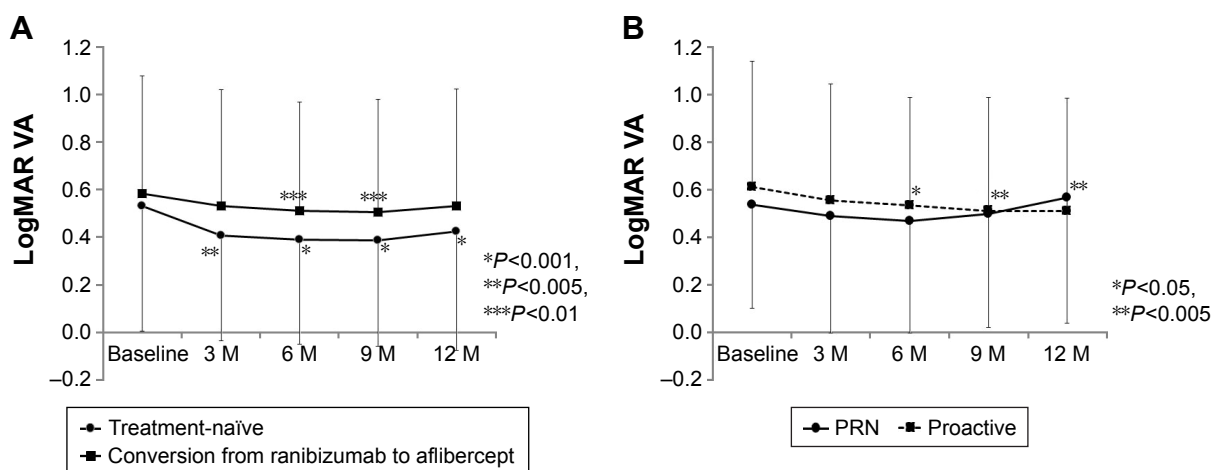 A
LogMAR VA
1.2
1.0
0.8
0.6
0.4
0.2
0.0
–0.2
Baseline 3 M 6 M 9 M 12 M
*** ***
** * * *
*P<0.001,
**P<0.005,
***P<0.01
Treatment-naïve
Conversion from ranibizumab to aflibercept
B
LogMAR VA
1.2
1.0
0.8
0.6
0.4
0.2
0.0
–0.2
Baseline 3 M 6 M 9 M 12 M
* ** **
*P<0.05,
**P<0.005
PRN Proactive